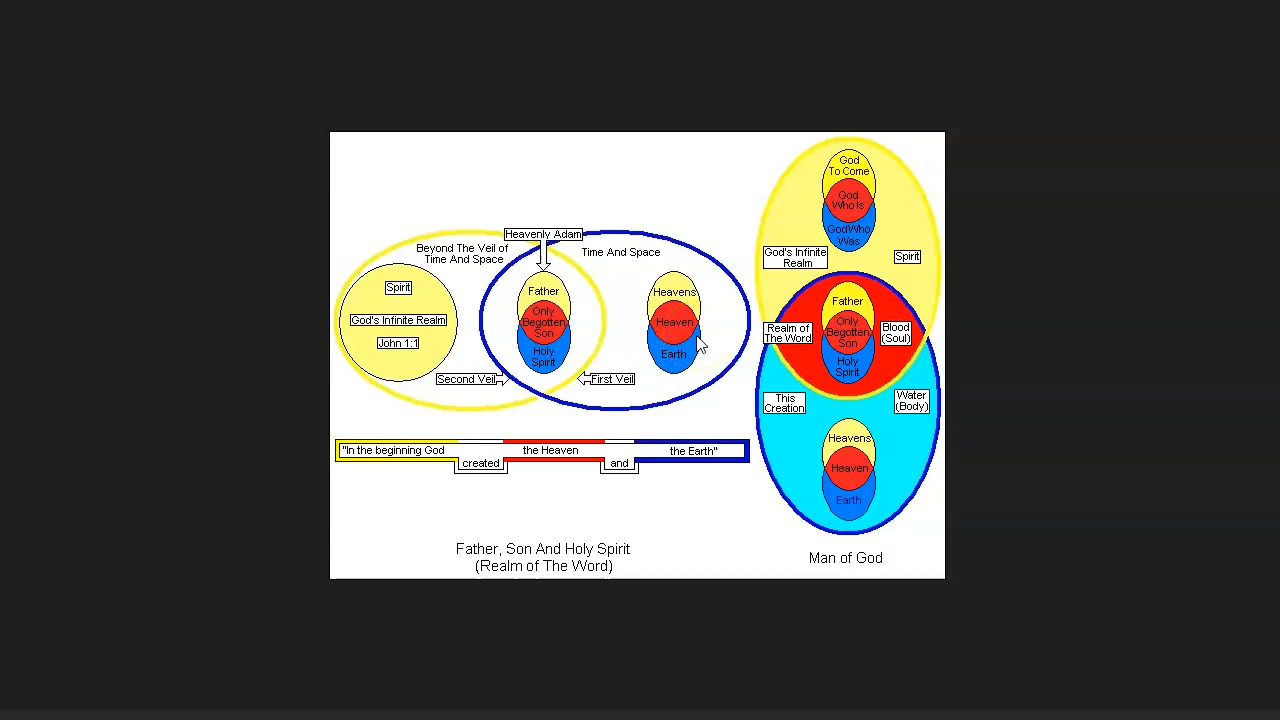 Heavenly Adam
Beyond The Veil of
Time And Space
Time And Space
Spirit
God's Infinite Realm
John 1:1
Father
Only
Begotten
Son
Holy
Spirit
Heavens
Heaven
Earth
Second Veil
First Veil
"In the beginning God
created
the Heaven
and
the Earth"
Father, Son And Holy Spirit
(Realm of The Word)
God
To Come
God
Who Is
God Who
Was
God's Infinite
Realm
Spirit
Father
Only
Begotten
Son
Holy
Spirit
Realm of
The Word
Blood
(Soul)
This
Creation
Water
(Body)
Heavens
Heaven
Earth
Man of God